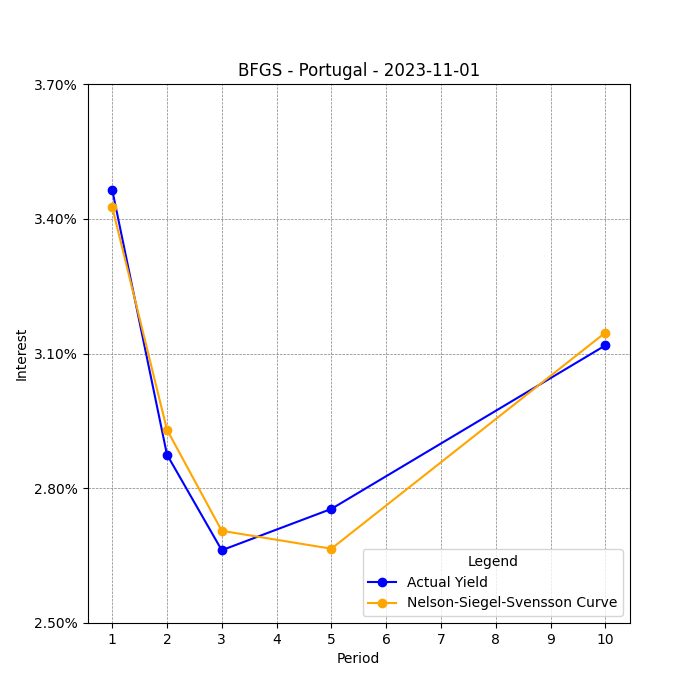 BFGS - Portugal - 2023-11-01
3.70%
3.40%
3.10%
2.80%
2.50%
Interest
1 2 3 4 5 6 7 8 9 10
Period
Legend
Actual Yield
Nelson-Siegel-Svensson Curve